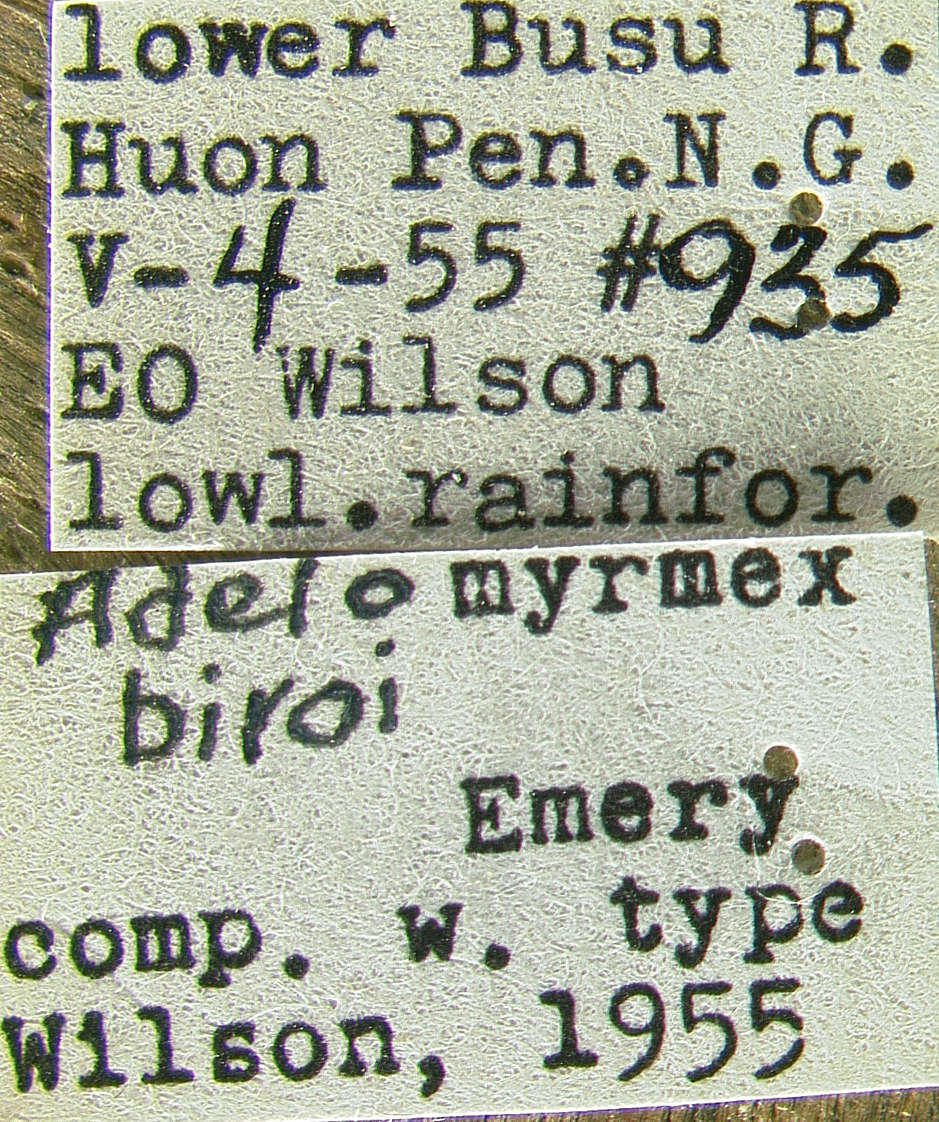 lower Busu R.
Huon Pen.N.G.
V-4-55 #935
EO Wilson
lowl.rainfor.
Adelomyrmex
biroi
Emery
comp. w. type
Wilson, 1955